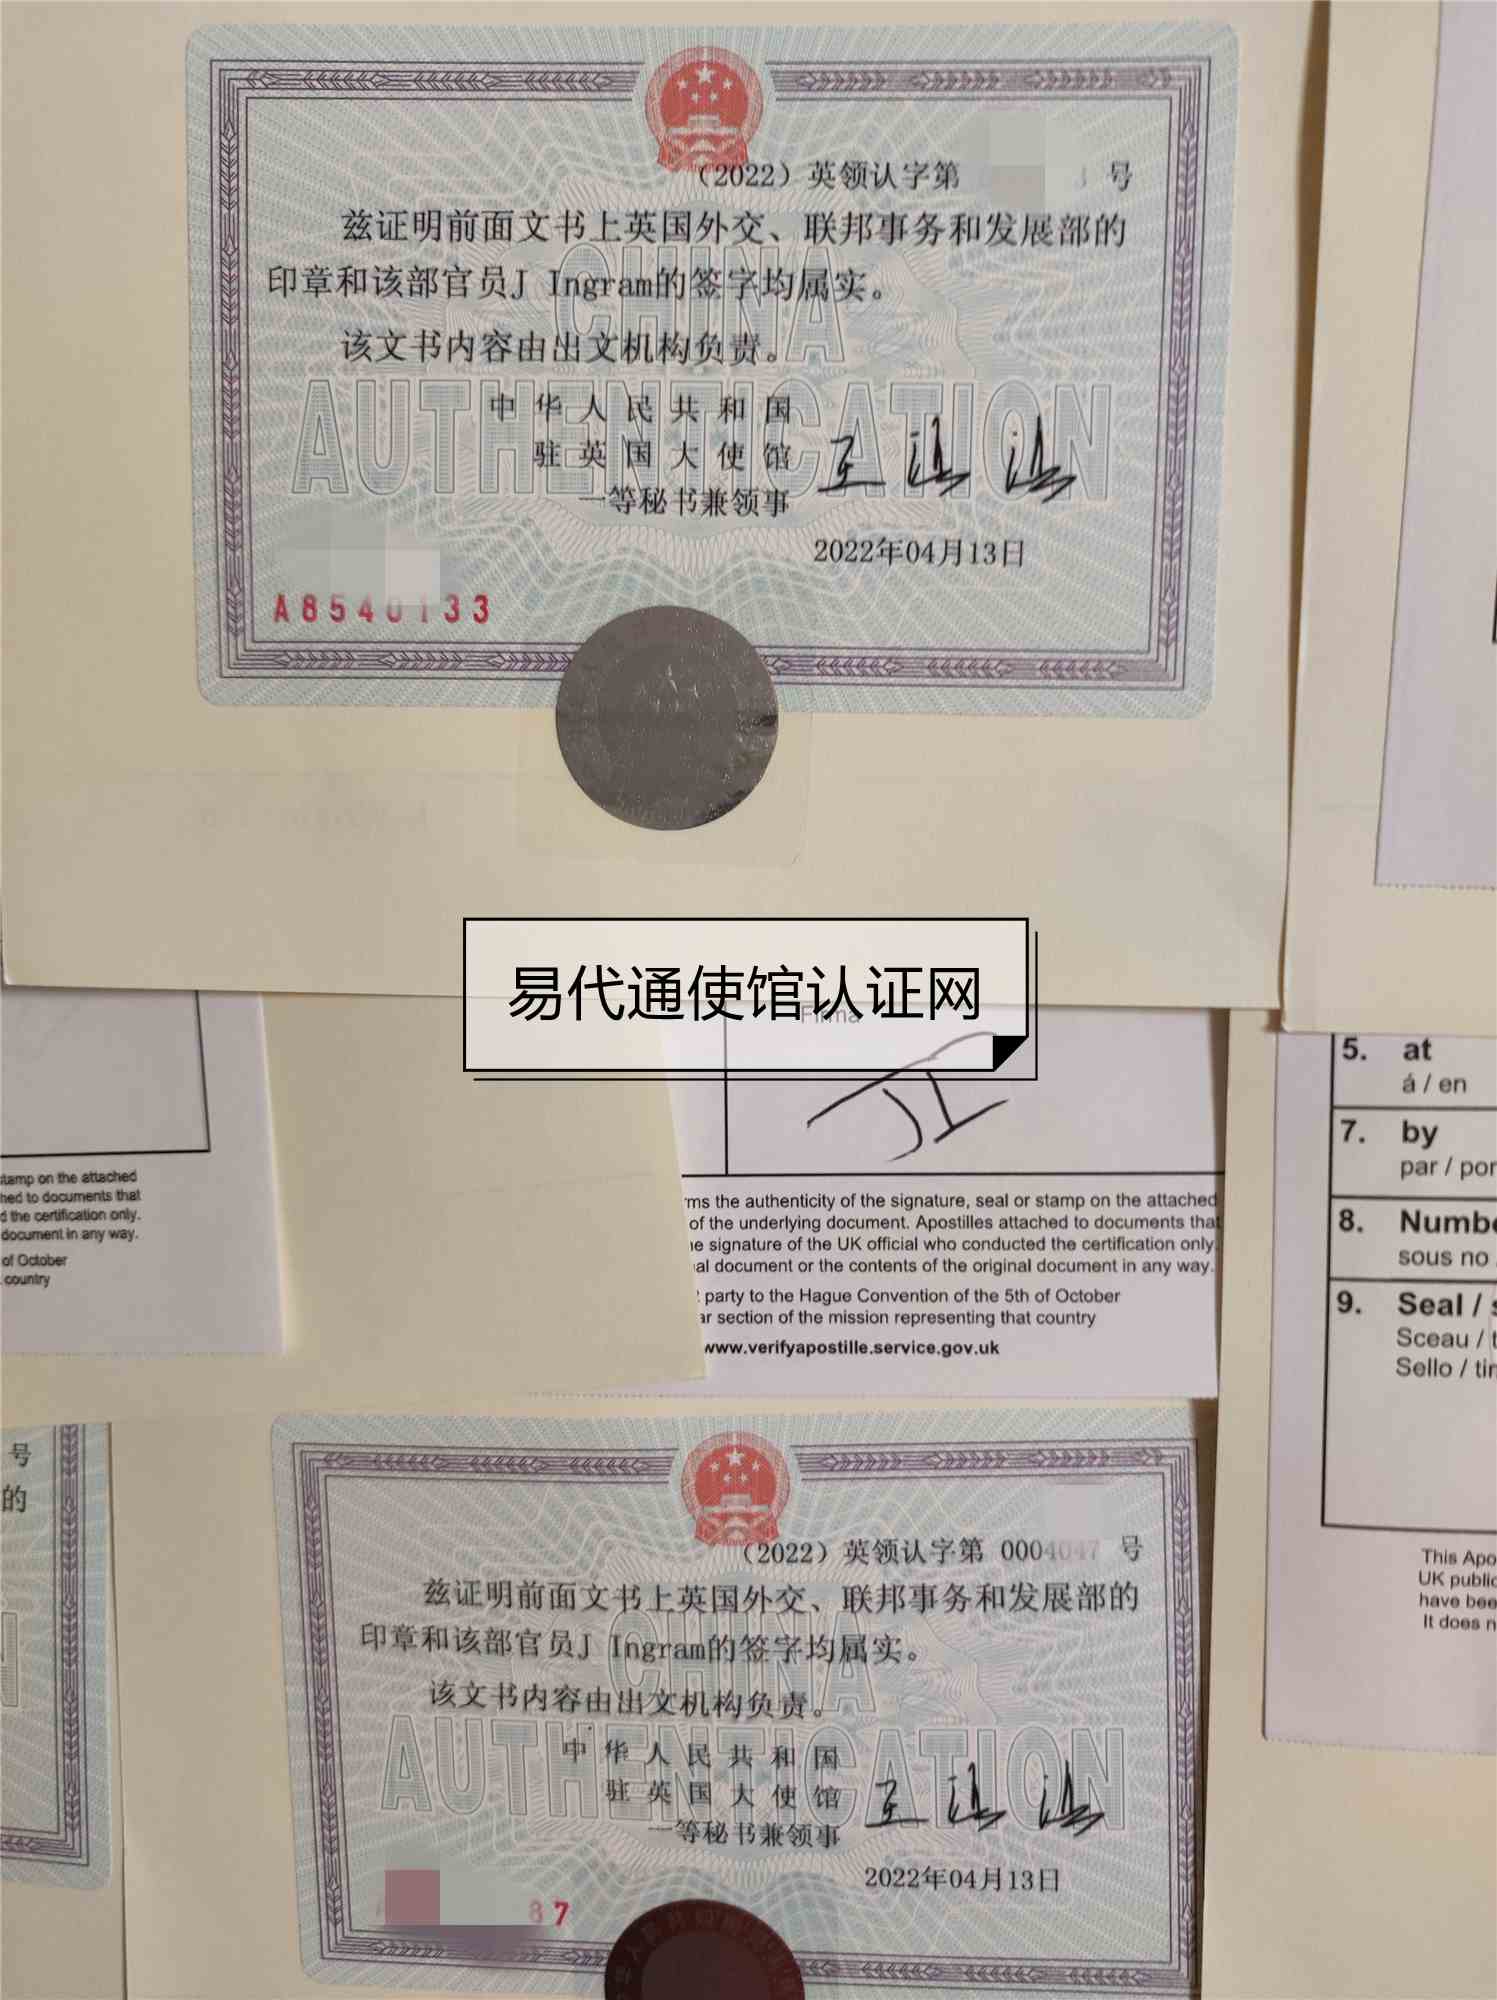 （2022）英领认字第 号
兹证明前面文书上英国外交、联邦事务和发展部的
印章和该部官员J Ingram的签字均属实。
该文书内容由出文机构负责。
CHINA
AUTHENTICATION
中华人民共和国
驻英国大使馆
一等秘书兼领事
2022年04月13日
A8540133
易代通使馆认证网
Firma
JI
stamp on the attached
hed to documents that
d the certification only.
document in any way.
of October
country
rms the authenticity of the signature, seal or stamp on the attached
of the underlying document. Apostilles attached to documents that
e signature of the UK official who conducted the certification only.
al document or the contents of the original document in any way.
party to the Hague Convention of the 5th of October
ar section of the mission representing that country
www.verifyapostille.service.gov.uk
5. at
á / en
7. by
par / por
8. Numbe
sous no
9. Seal / s
Sceau / t
Sello / tim
This Apo
UK public
have bee
It does n
号
的
（2022）英领认字第 0004047 号
兹证明前面文书上英国外交、联邦事务和发展部的
印章和该部官员J Ingram的签字均属实。
该文书内容由出文机构负责。
CHINA
AUTHENTICATION
中华人民共和国
驻英国大使馆
一等秘书兼领事
2022年04月13日
87